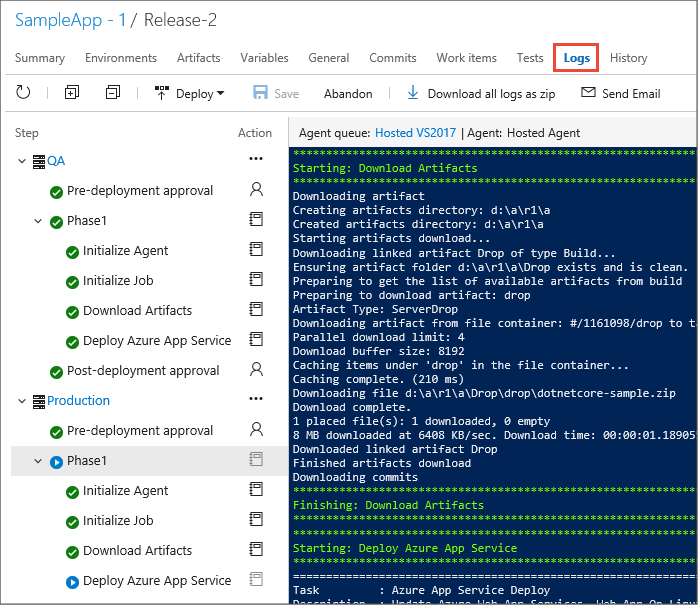 SampleApp - 1 / Release-2
Summary Environments Artifacts Variables General Commits Work items Tests Logs History
Deploy Save Abandon Download all logs as zip Send Email
Step Action
QA
Pre-deployment approval
Phase1
Initialize Agent
Initialize Job
Download Artifacts
Deploy Azure App Service
Post-deployment approval
Production
Pre-deployment approval
Phase1
Initialize Agent
Initialize Job
Download Artifacts
Deploy Azure App Service
Agent queue: Hosted VS2017 | Agent: Hosted Agent
******************************************************************
Starting: Download Artifacts
******************************************************************
Downloading artifact
Creating artifacts directory: d:\a\r1\a
Created artifacts directory: d:\a\r1\a
Starting artifacts download...
Downloading linked artifact Drop of type Build...
Ensuring artifact folder d:\a\r1\a\Drop exists and is clean.
Preparing to get the list of available artifacts from build
Preparing to download artifact: drop
Artifact Type: ServerDrop
Downloading artifact from file container: #/1161098/drop to t
Parallel download limit: 4
Download buffer size: 8192
Caching items under 'drop' in the file container...
Caching complete. (210 ms)
Downloading file d:\a\r1\a\Drop\drop\dotnetcore-sample.zip
Download complete.
1 placed file(s): 1 downloaded, 0 empty
8 MB downloaded at 6408 KB/sec. Download time: 00:00:01.18905
Downloaded linked artifact Drop
Finished artifacts download
Downloading commits
******************************************************************
Finishing: Download Artifacts
******************************************************************
******************************************************************
Starting: Deploy Azure App Service
******************************************************************
==================================================================
Task : Azure App Service Deploy
Description : Update Azure Web App Services, Web App On Linu